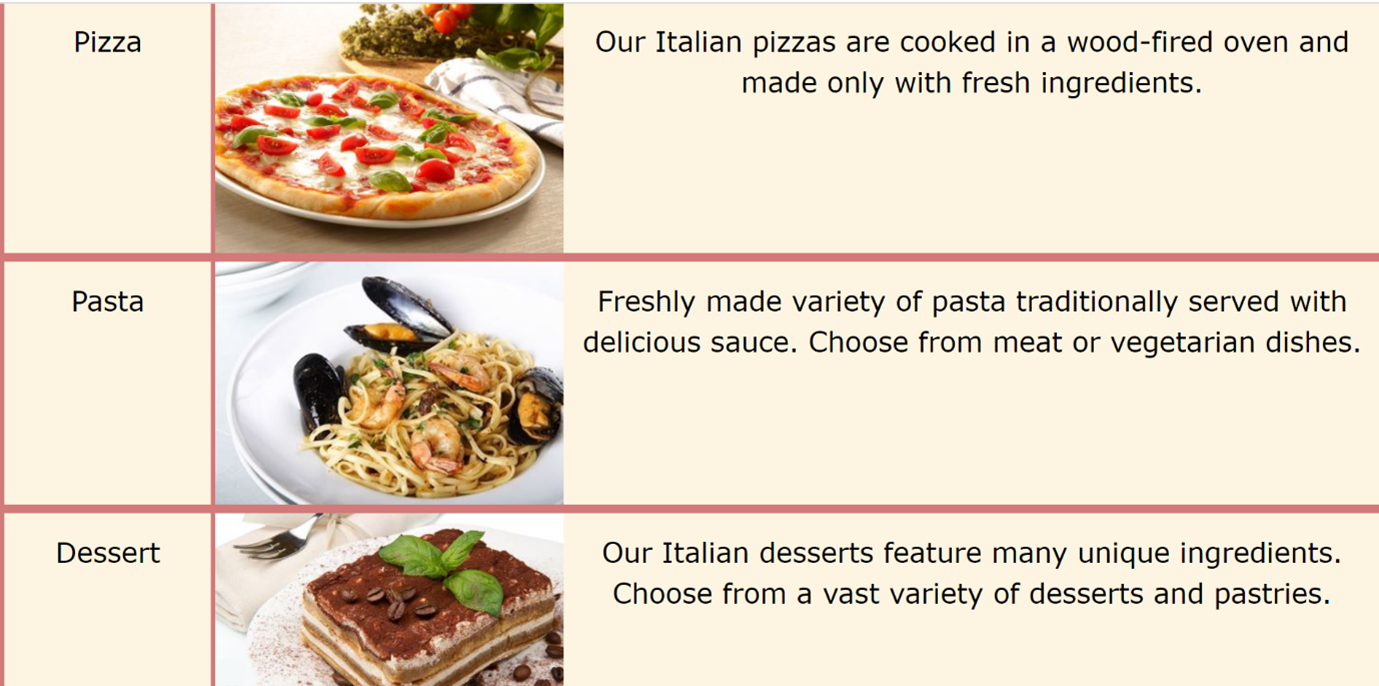 Pizza
Our Italian pizzas are cooked in a wood-fired oven and
made only with fresh ingredients.
Pasta
Freshly made variety of pasta traditionally served with
delicious sauce. Choose from meat or vegetarian dishes.
Dessert
Our Italian desserts feature many unique ingredients.
Choose from a vast variety of desserts and pastries.